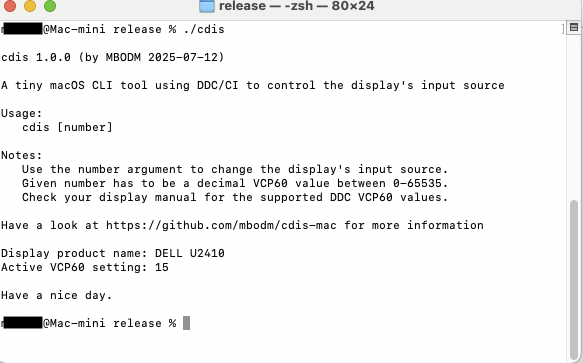 release — -zsh — 80×24
@Mac-mini release % ./cdis
cdis 1.0.0 (by MBODM 2025-07-12)
A tiny macOS CLI tool using DDC/CI to control the display's input source
Usage:
cdis [number]
Notes:
Use the number argument to change the display's input source.
Given number has to be a decimal VCP60 value between 0-65535.
Check your display manual for the supported DDC VCP60 values.
Have a look at https://github.com/mbodm/cdis-mac for more information
Display product name: DELL U2410
Active VCP60 setting: 15
Have a nice day.
@Mac-mini release %